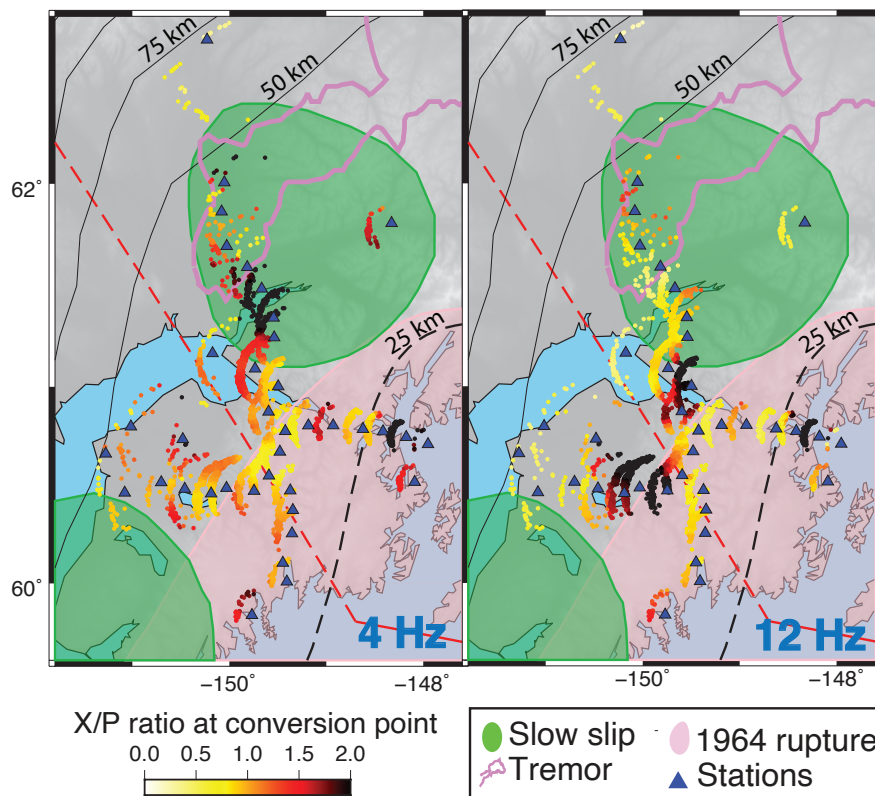 75 km
50 km
25 km
62°
60°
4 Hz
−150°
−148°
75 km
50 km
25 km
12 Hz
−150°
−148°
X/P ratio at conversion point
0.0 0.5 1.0 1.5 2.0
Slow slip
1964 rupture
Tremor
Stations